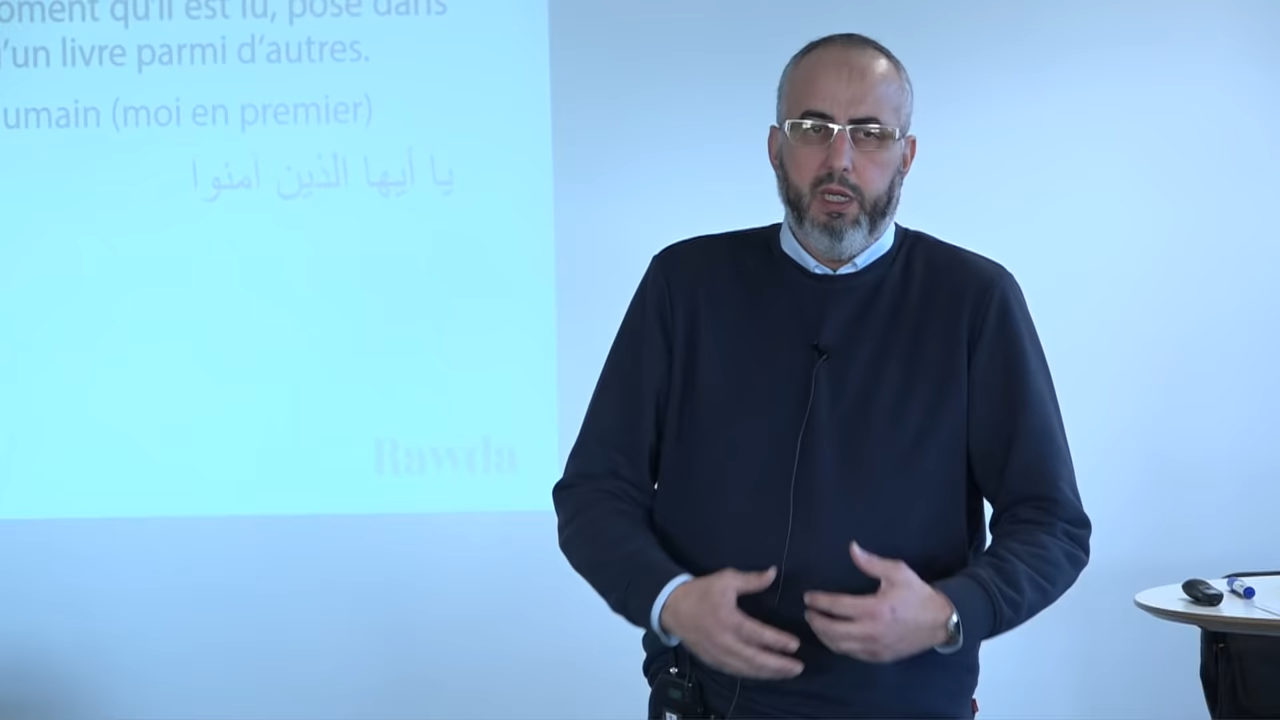 oment qu'il est lu, posé dans
'un livre parmi d'autres.
umain (moi en premier)
يا أيها الذين آمنوا
Rawda